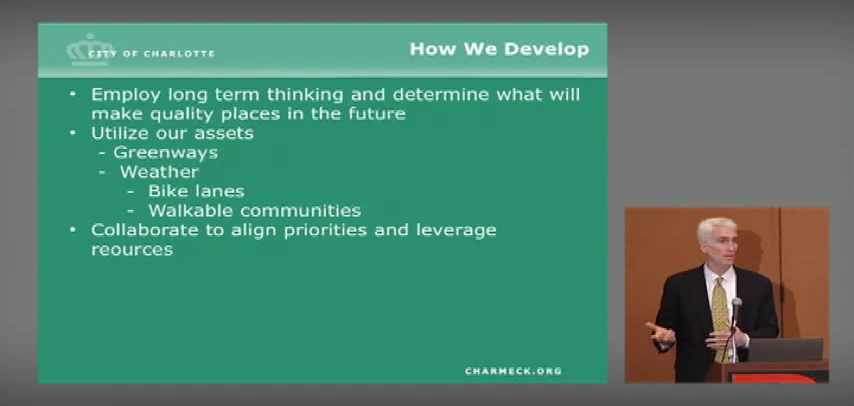 CITY OF CHARLOTTE
How We Develop
• Employ long term thinking and determine what will
make quality places in the future
• Utilize our assets
- Greenways
- Weather
- Bike lanes
- Walkable communities
• Collaborate to align priorities and leverage
reources
CHARMECK.ORG